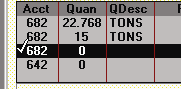 Acct Quan QDesc
682 22.768 TONS
682 15 TONS
682 0
642 0